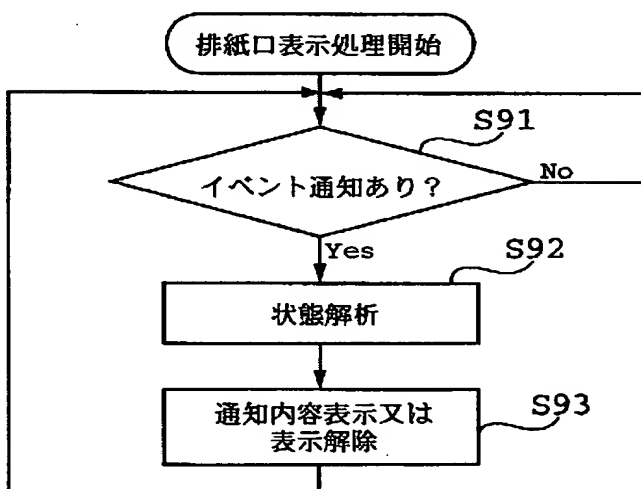 排紙口表示処理開始
S91
イベント通知あり?
No
Yes
S92
状態解析
S93
通知内容表示又は
表示解除